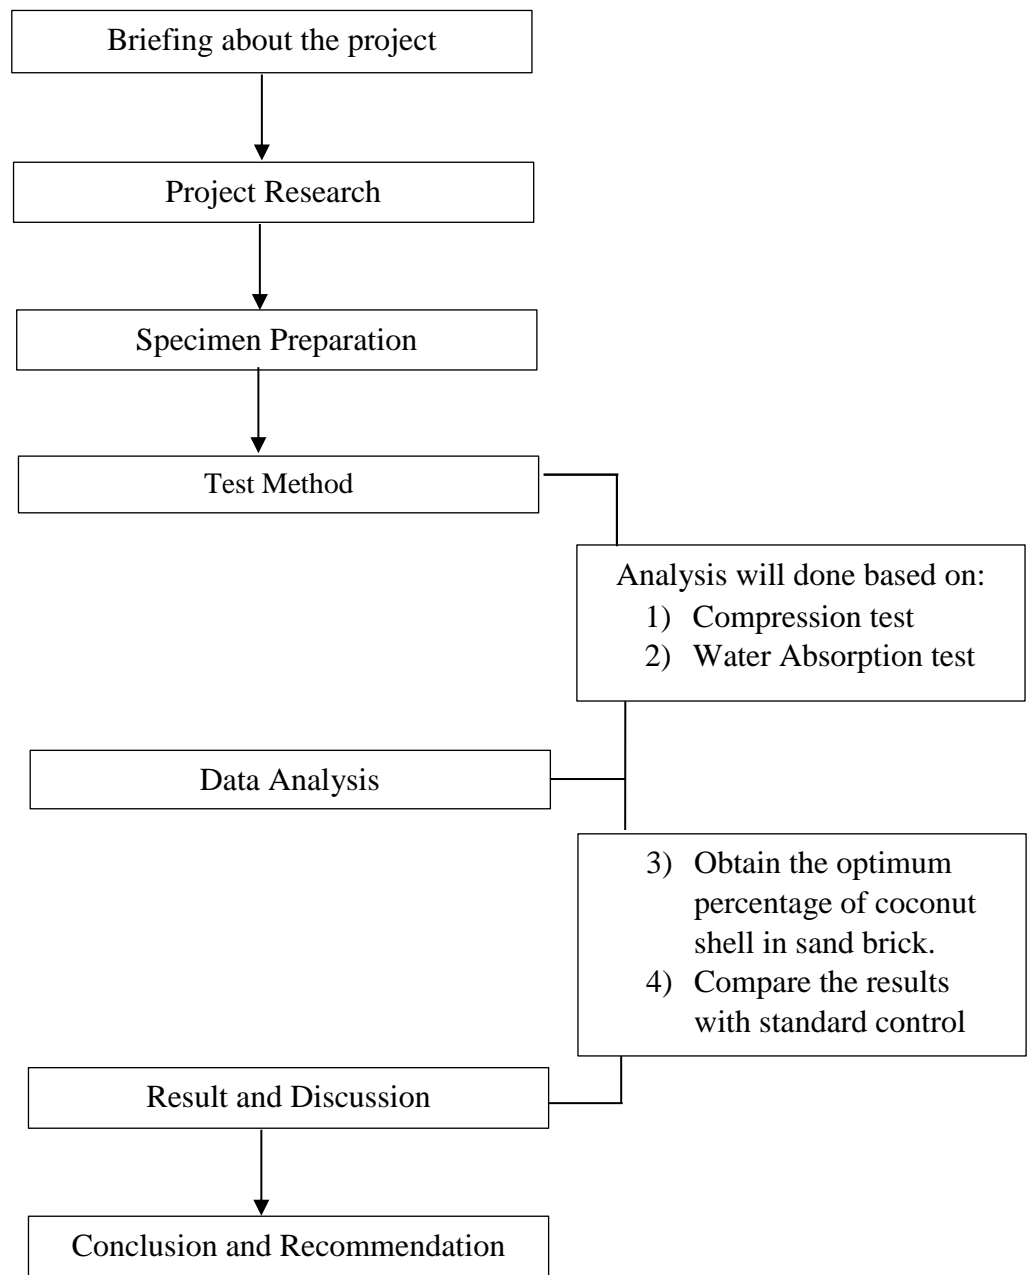 Briefing about the project
Project Research
Specimen Preparation
Test Method
Analysis will done based on:
1) Compression test
2) Water Absorption test
Data Analysis
3) Obtain the optimum
percentage of coconut
shell in sand brick.
4) Compare the results
with standard control
Result and Discussion
Conclusion and Recommendation